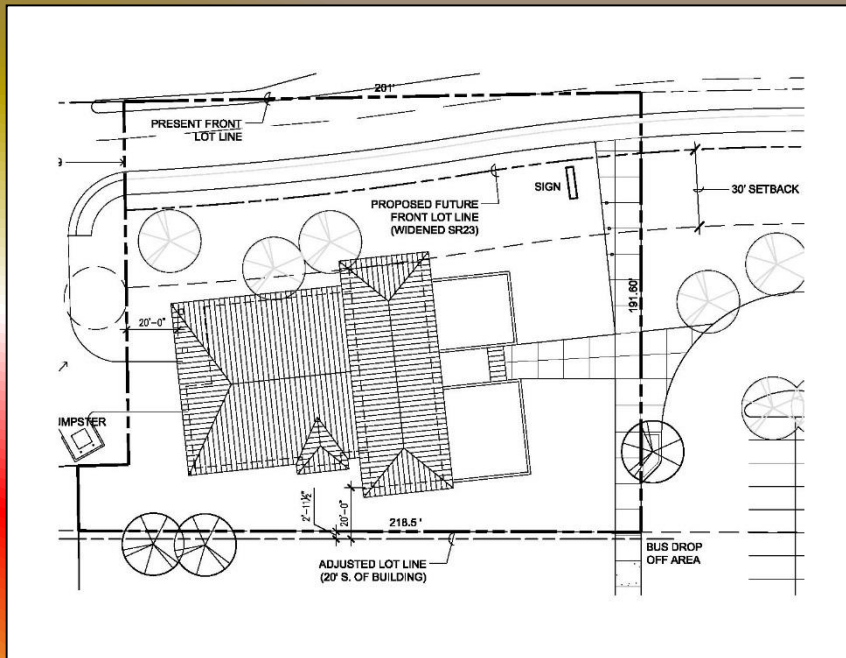 201'
PRESENT FRONT
LOT LINE
9
PROPOSED FUTURE
FRONT LOT LINE
(WIDENED SR23)
SIGN
30' SETBACK
191.60'
20'-0"
IMPSTER
2'-11½"
20'-0"
218.5 '
ADJUSTED LOT LINE
(20' S. OF BUILDING)
BUS DROP
OFF AREA